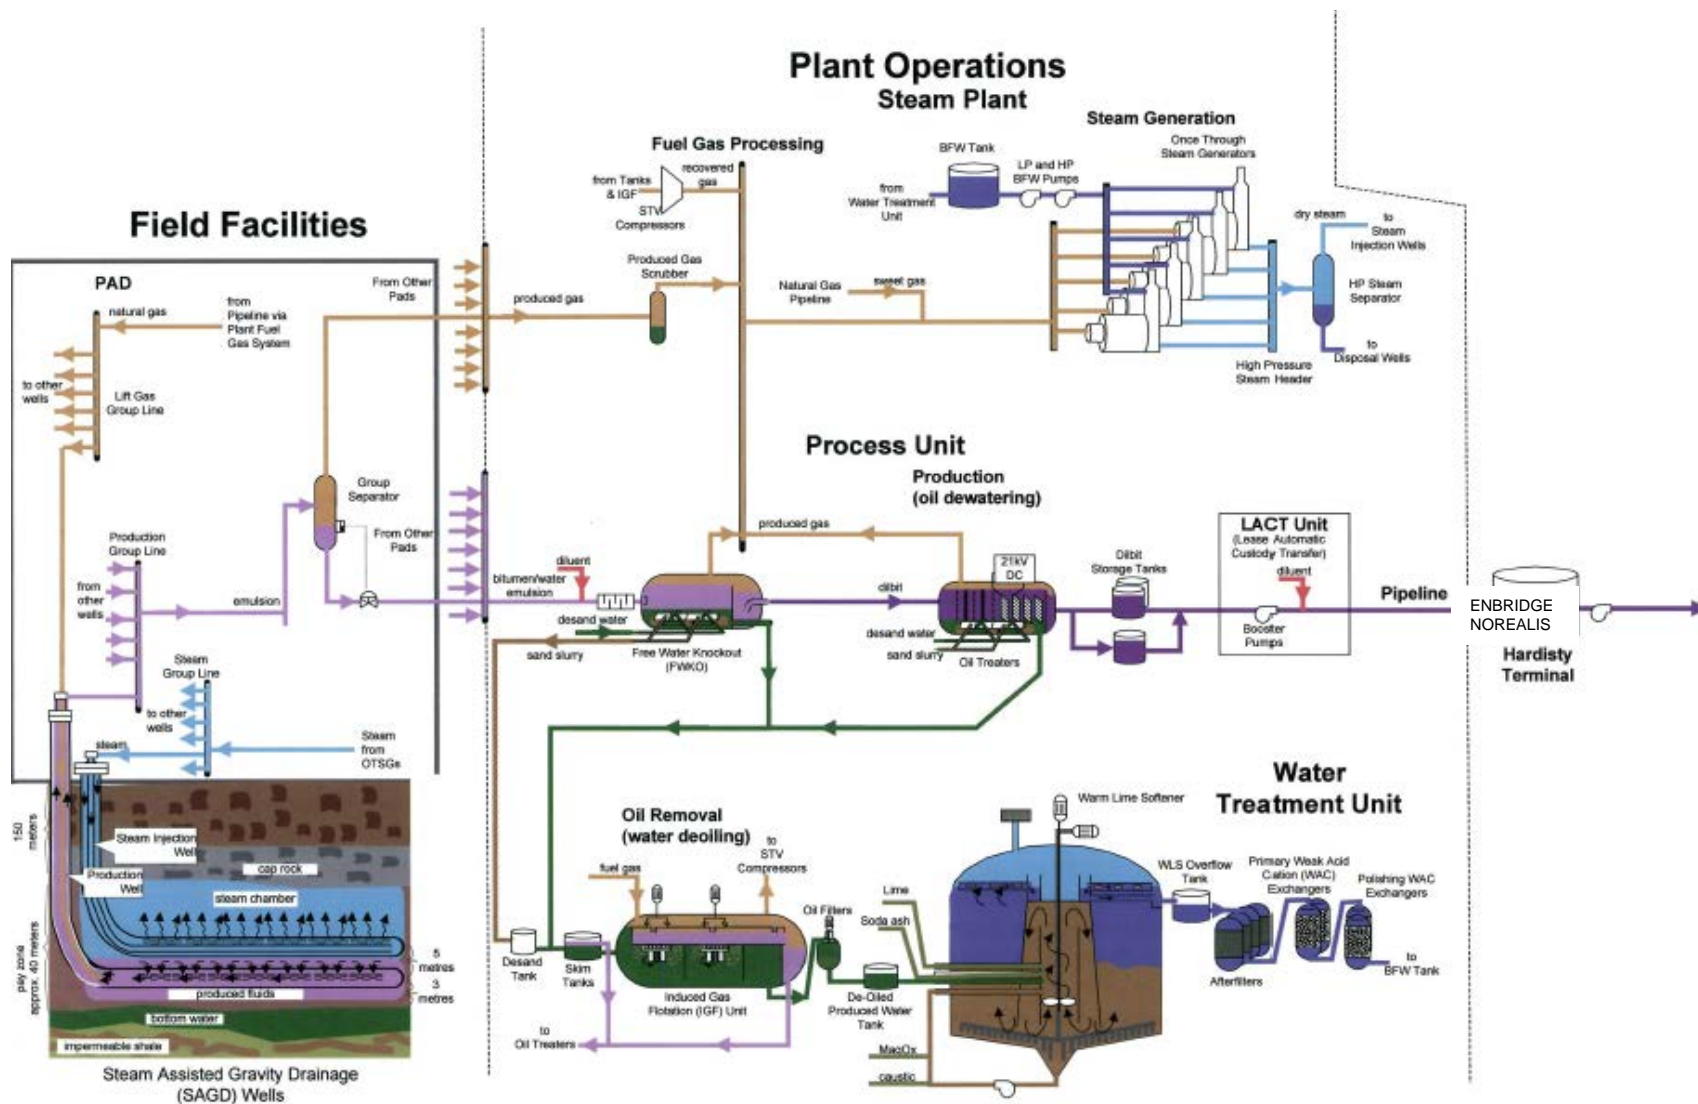 Plant Operations
Steam Plant
Field Facilities
PAD
natural gas
from
Pipeline via
Plant Fuel
Gas System
to other
wells
Lift Gas
Group Line
From Other
Pads
Group
Separator
Production
Group Line
from
other
wells
emulsion
From Other
Pads
Steam
Group Line
to other
wells
steam
Steam
from
OTSGs
150
meters
Steam Injection
Well
Production
Well
cap rock
steam chamber
pay zone
approx. 40 meters
5
metres
3
metres
produced fluids
bottom water
impermeable shale
Steam Assisted Gravity Drainage
(SAGD) Wells
Fuel Gas Processing
from Tanks
& IGF
recovered
gas
STV
Compressors
produced gas
Produced Gas
Scrubber
Natural Gas
Pipeline
sweet gas
Steam Generation
BFW Tank
from
Water Treatment
Unit
LP and HP
BFW Pumps
Once Through
Steam Generators
dry steam
to
Steam
Injection Wells
HP Steam
Separator
to
Disposal Wells
High Pressure
Steam Header
Process Unit
Production
(oil dewatering)
produced gas
diluent
bitumen/water
emulsion
desand water
sand slurry
Free Water Knockout
(FWKO)
dilbit
21kV
DC
desand water
sand slurry
Oil Treaters
Dilbit
Storage Tanks
LACT Unit
(Lease Automatic
Custody Transfer)
diluent
Booster
Pumps
Pipeline
ENBRIDGE
NOREALIS
Hardisty
Terminal
Oil Removal
(water deoiling)
fuel gas
to
STV
Compressors
Desand
Tank
Skim
Tanks
Induced Gas
Flotation (IGF) Unit
to
Oil Treaters
Oil Filters
De-Oiled
Produced Water
Tank
Water
Treatment Unit
Warm Lime Softener
Lime
Soda ash
MagOx
caustic
WLS Overflow
Tank
Primary Weak Acid
Cation (WAC)
Exchangers
Polishing WAC
Exchangers
Afterfilters
to
BFW Tank